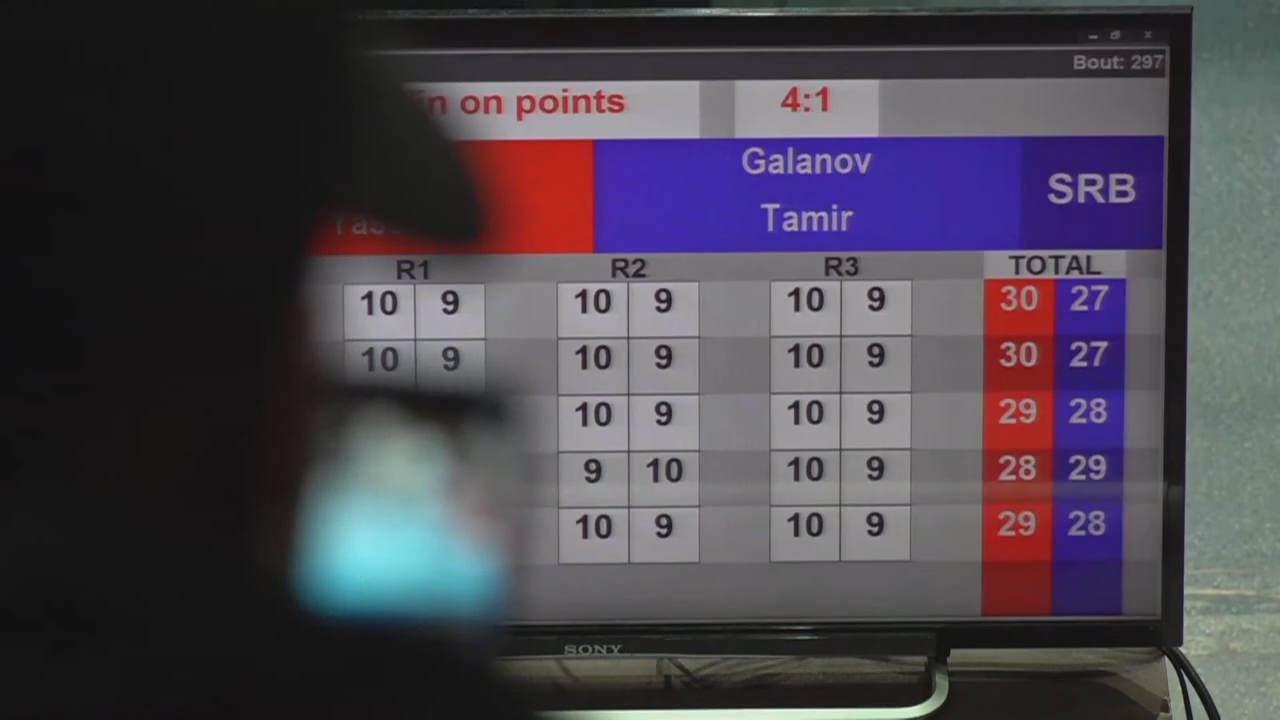 Bout: 297
in on points 4:1
Galanov
Tamir
SRB
R1 R2 R3 TOTAL
10 9 10 9 10 9 30 27
10 9 10 9 10 9 30 27
10 9 10 9 29 28
9 10 10 9 28 29
10 9 10 9 29 28
SONY